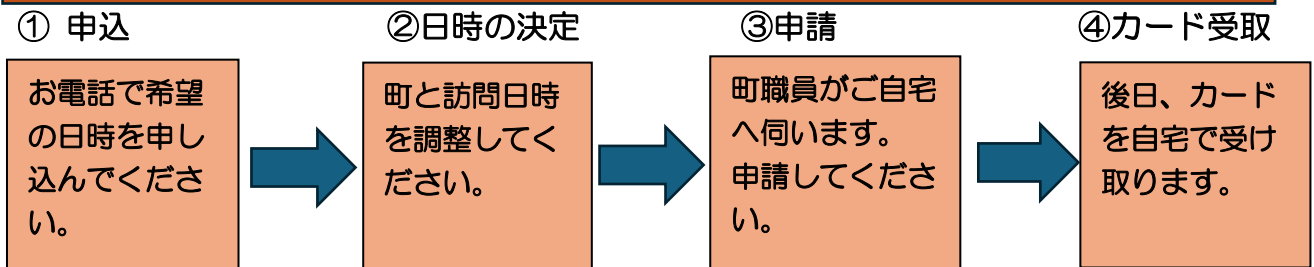 ① 申込
②日時の決定
③申請
④カード受取
お電話で希望
の日時を申し
込んでくださ
い。
町と訪問日時
を調整してく
ださい。
町職員がご自宅
へ伺います。
申請してくださ
い。
後日、カード
を自宅で受け
取ります。